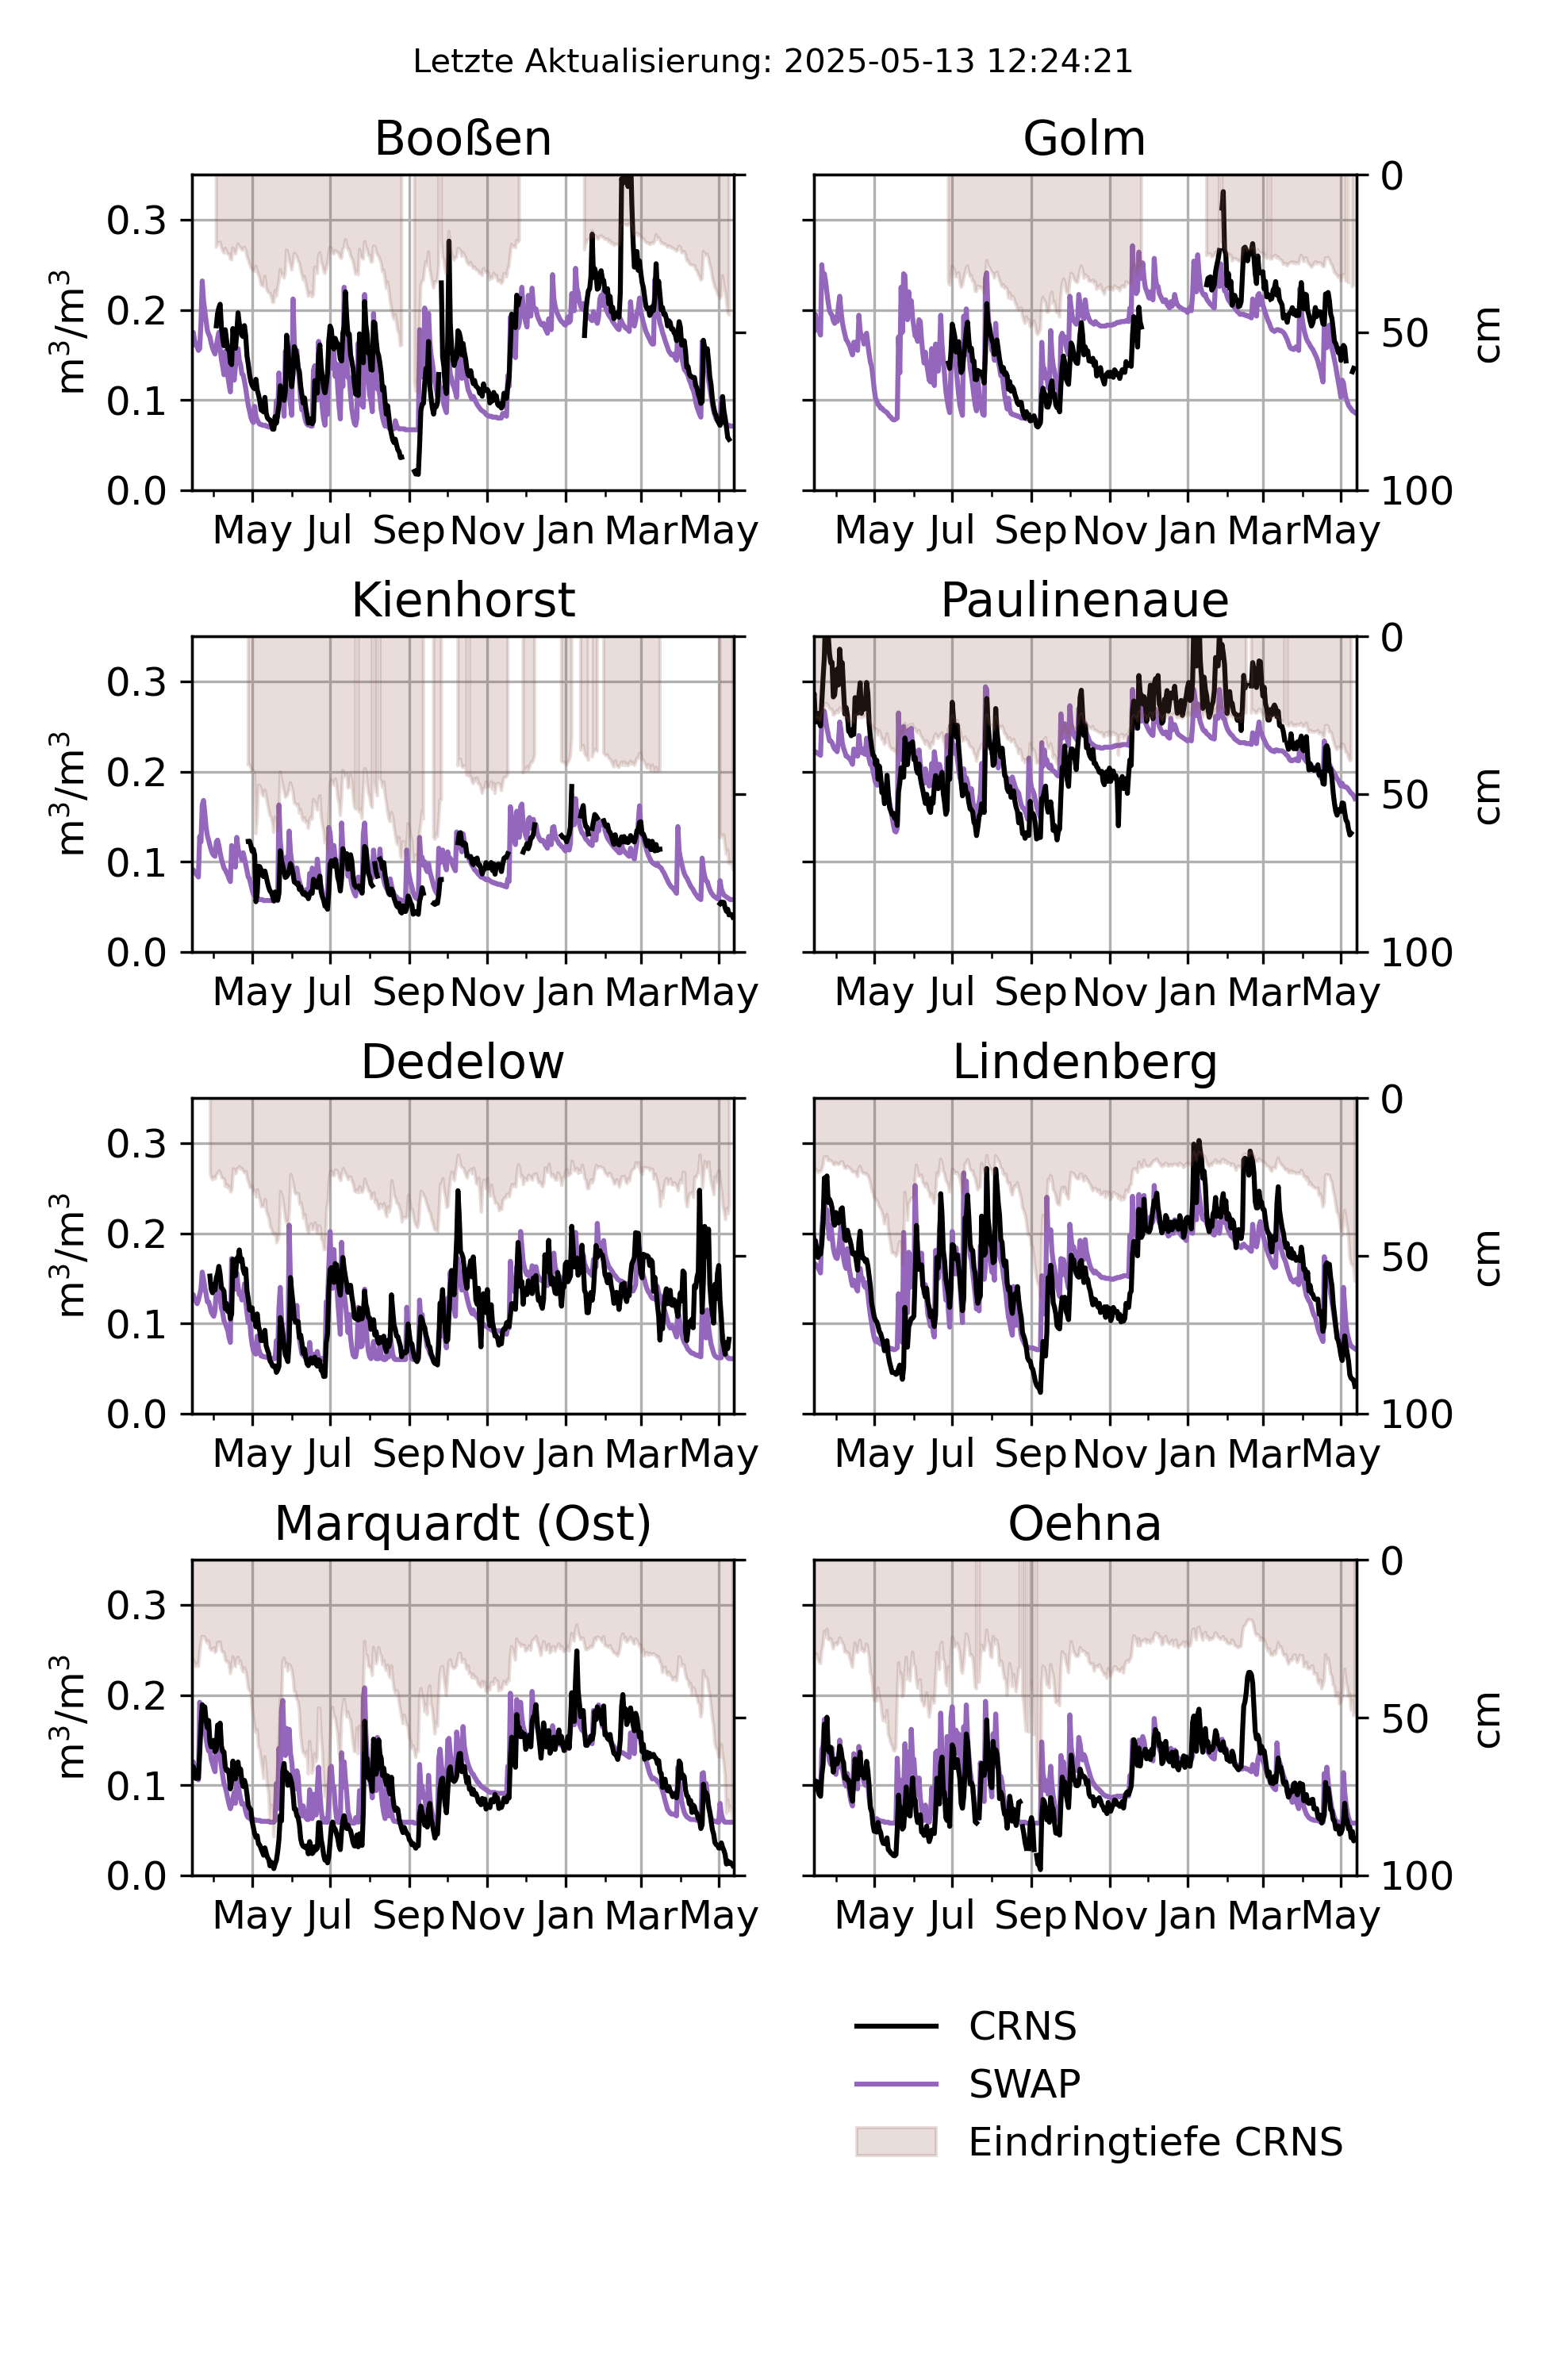 Letzte Aktualisierung: 2025-05-13 12:24:21
Booßen
Golm
0.3
0.2
0.1
0.0
m³/m³
May Jul Sep Nov Jan Mar May
May Jul Sep Nov Jan Mar May
0
50
100
cm
Kienhorst
Paulinenaue
0.3
0.2
0.1
0.0
m³/m³
May Jul Sep Nov Jan Mar May
May Jul Sep Nov Jan Mar May
0
50
100
cm
Dedelow
Lindenberg
0.3
0.2
0.1
0.0
m³/m³
May Jul Sep Nov Jan Mar May
May Jul Sep Nov Jan Mar May
0
50
100
cm
Marquardt (Ost)
Oehna
0.3
0.2
0.1
0.0
m³/m³
May Jul Sep Nov Jan Mar May
May Jul Sep Nov Jan Mar May
0
50
100
cm
CRNS
SWAP
Eindringtiefe CRNS